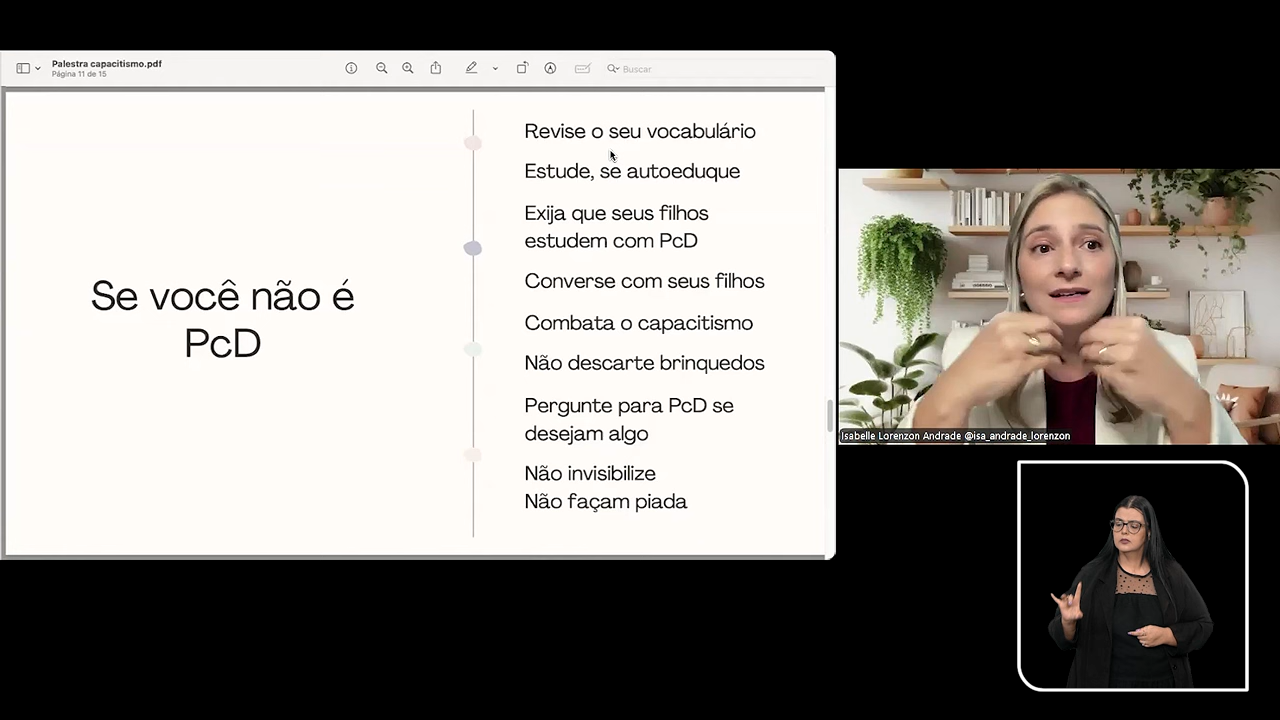 Palestra capacitismo.pdf
Página 11 de 15
Buscar
Se você não é
PcD
Revise o seu vocabulário
Estude, se autoeduque
Exija que seus filhos
estudem com PcD
Converse com seus filhos
Combata o capacitismo
Não descarte brinquedos
Pergunte para PcD se
desejam algo
Não invisibilize
Não façam piada
Isabelle Lorenzon Andrade @isa_andrade_lorenzon